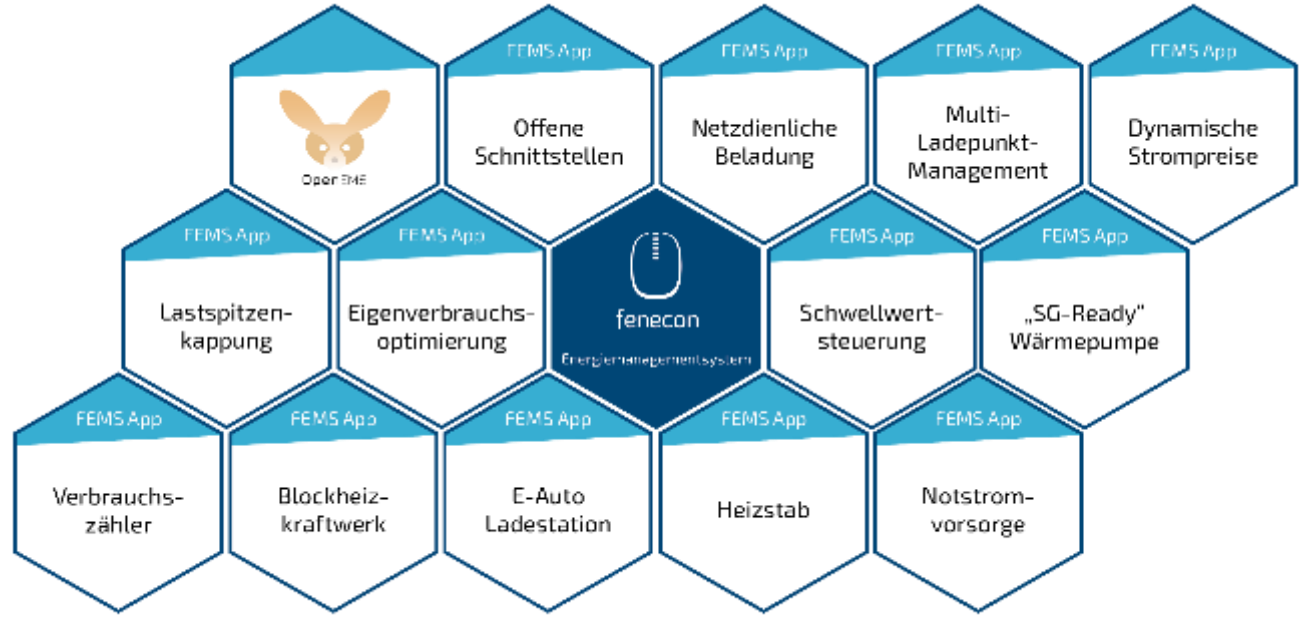 FEMS App
FEMS App
FEMS App
FEMS App
Offene
Schnittstellen
Netzdienliche
Beladung
Multi-
Ladepunkt-
Management
Dynamische
Strompreise
OpenEMS
FEMS App
FEMS App
FEMS App
FEMS App
Lastspitzen-
kappung
Eigenverbrauchs-
optimierung
fenecon
Energiemanagementsystem
Schwellwert-
steuerung
„SG-Ready“
Wärmepumpe
FEMS App
FEMS App
FEMS App
FEMS App
FEMS App
Verbrauchs-
zähler
Blockheiz-
kraftwerk
E-Auto
Ladestation
Heizstab
Notstrom-
vorsorge